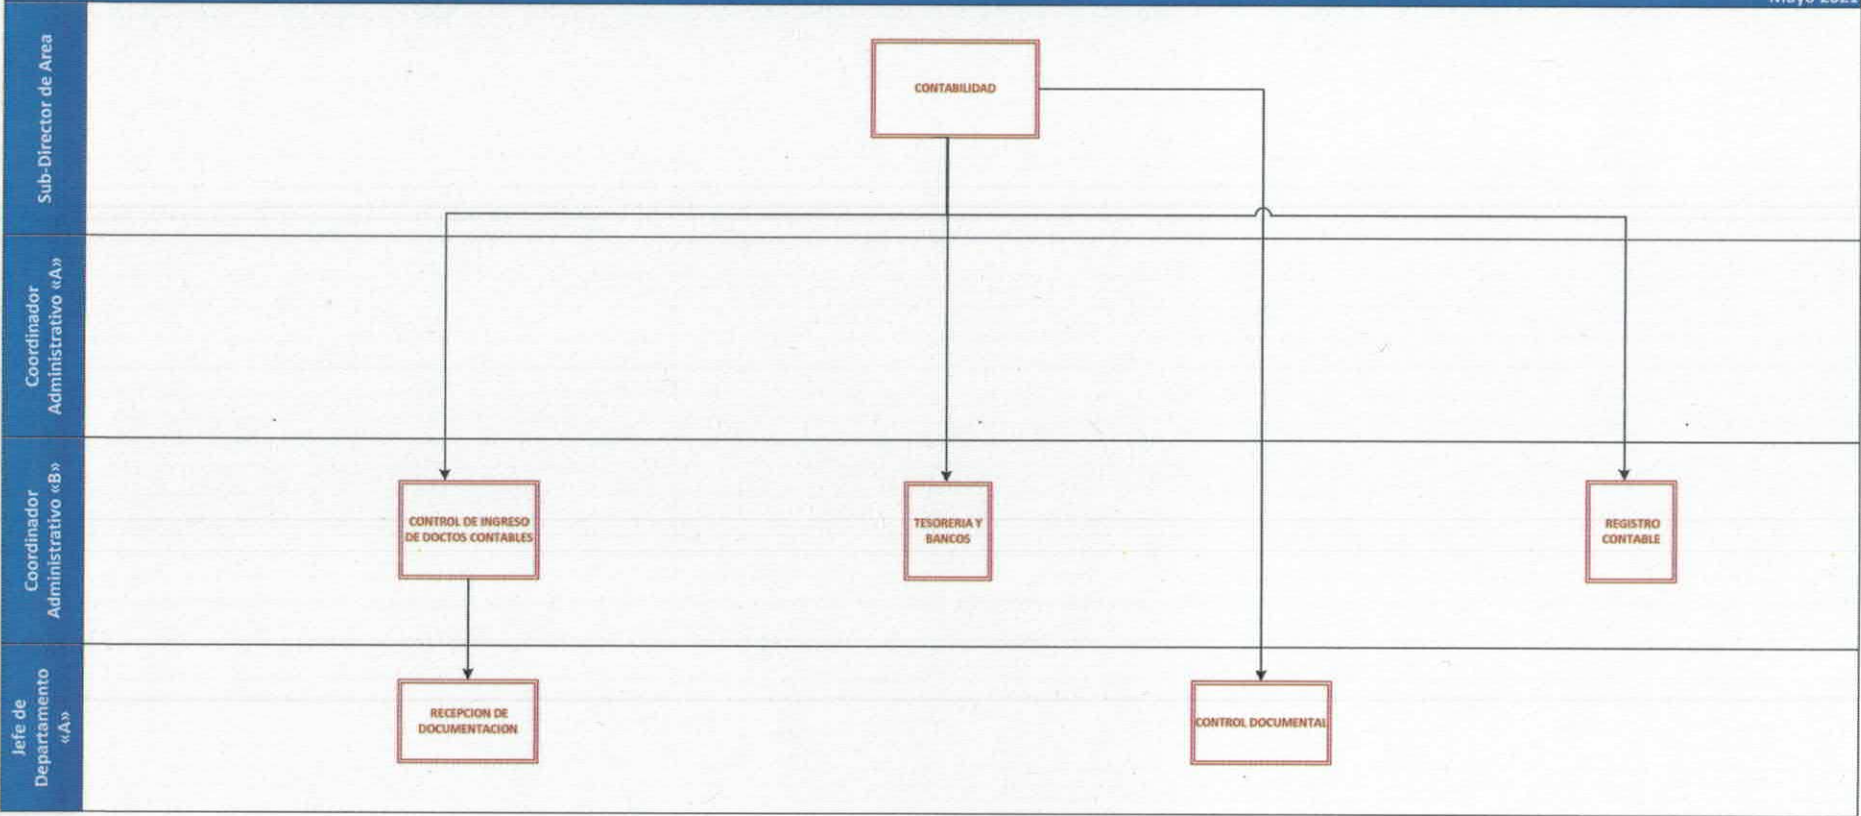 Sub-Director de Area
CONTABILIDAD
Coordinador
Administrativo «A»
Coordinador
Administrativo «B»
CONTROL DE INGRESO
DE DOCTOS CONTABLES
TESORERIA Y
BANCOS
REGISTRO
CONTABLE
Jefe de
Departamento
«A»
RECEPCION DE
DOCUMENTACION
CONTROL DOCUMENTAL